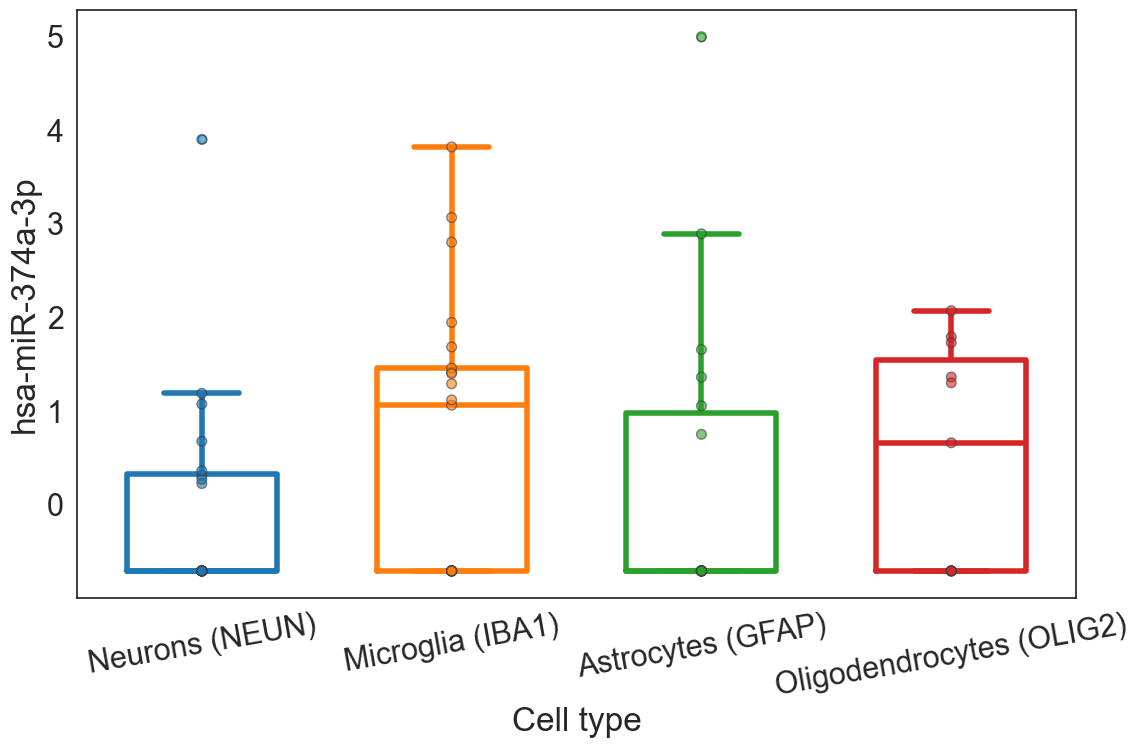 hsa-miR-374a-3p
5
4
3
2
1
0
Neurons (NEUN)
Microglia (IBA1)
Astrocytes (GFAP)
Oligodendrocytes (OLIG2)
Cell type